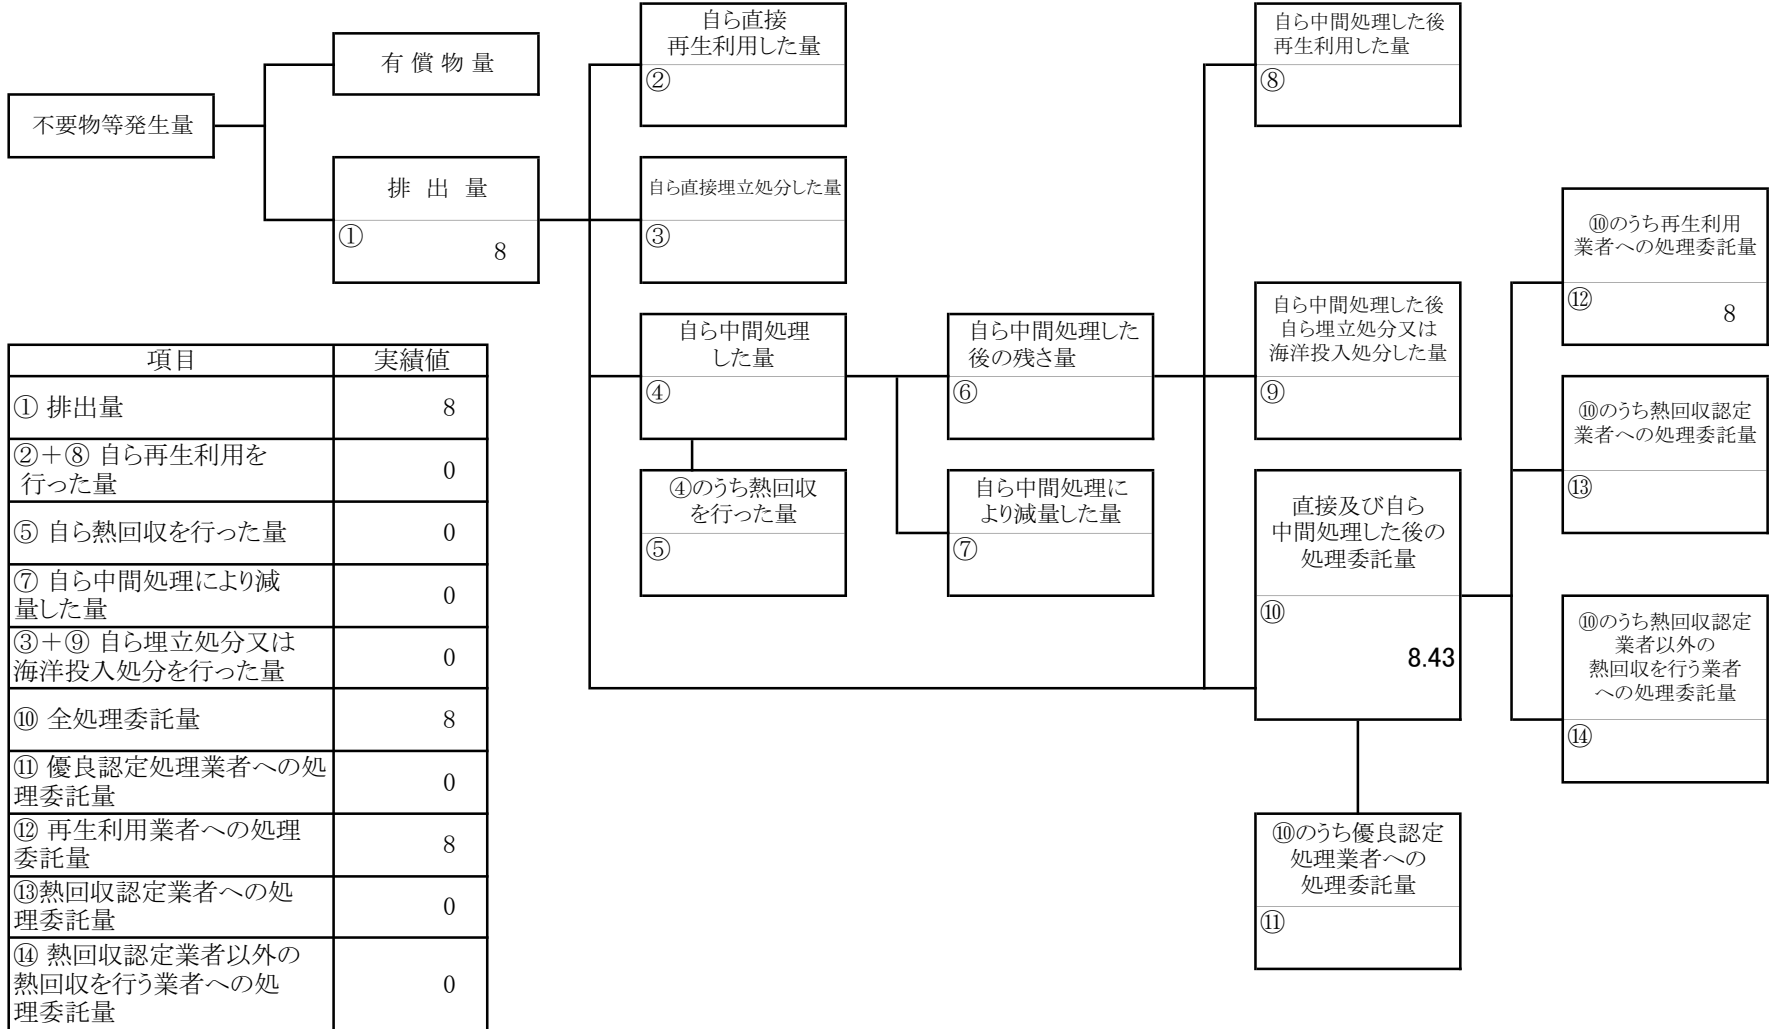 不要物等発生量
有 償 物 量
排 出 量
①
8
自ら直接
再生利用した量
②
自ら直接埋立処分した量
③
自ら中間処理
した量
④
④のうち熱回収
を行った量
⑤
自ら中間処理した
後の残さ量
⑥
自ら中間処理に
より減量した量
⑦
自ら中間処理した後
再生利用した量
⑧
自ら中間処理した後
自ら埋立処分又は
海洋投入処分した量
⑨
直接及び自ら
中間処理した後の
処理委託量
⑩
8.43
⑩のうち優良認定
処理業者への
処理委託量
⑪
⑩のうち再生利用
業者への処理委託量
⑫
8
⑩のうち熱回収認定
業者への処理委託量
⑬
⑩のうち熱回収認定
業者以外の
熱回収を行う業者
への処理委託量
⑭
項目 実績値
① 排出量 8
②+⑧ 自ら再生利用を
行った量 0
⑤ 自ら熱回収を行った量 0
⑦ 自ら中間処理により減
量した量 0
③+⑨ 自ら埋立処分又は
海洋投入処分を行った量 0
⑩ 全処理委託量 8
⑪ 優良認定処理業者への処
理委託量 0
⑫ 再生利用業者への処理
委託量 8
⑬熱回収認定業者への処
理委託量 0
⑭ 熱回収認定業者以外の
熱回収を行う業者への処 0
理委託量